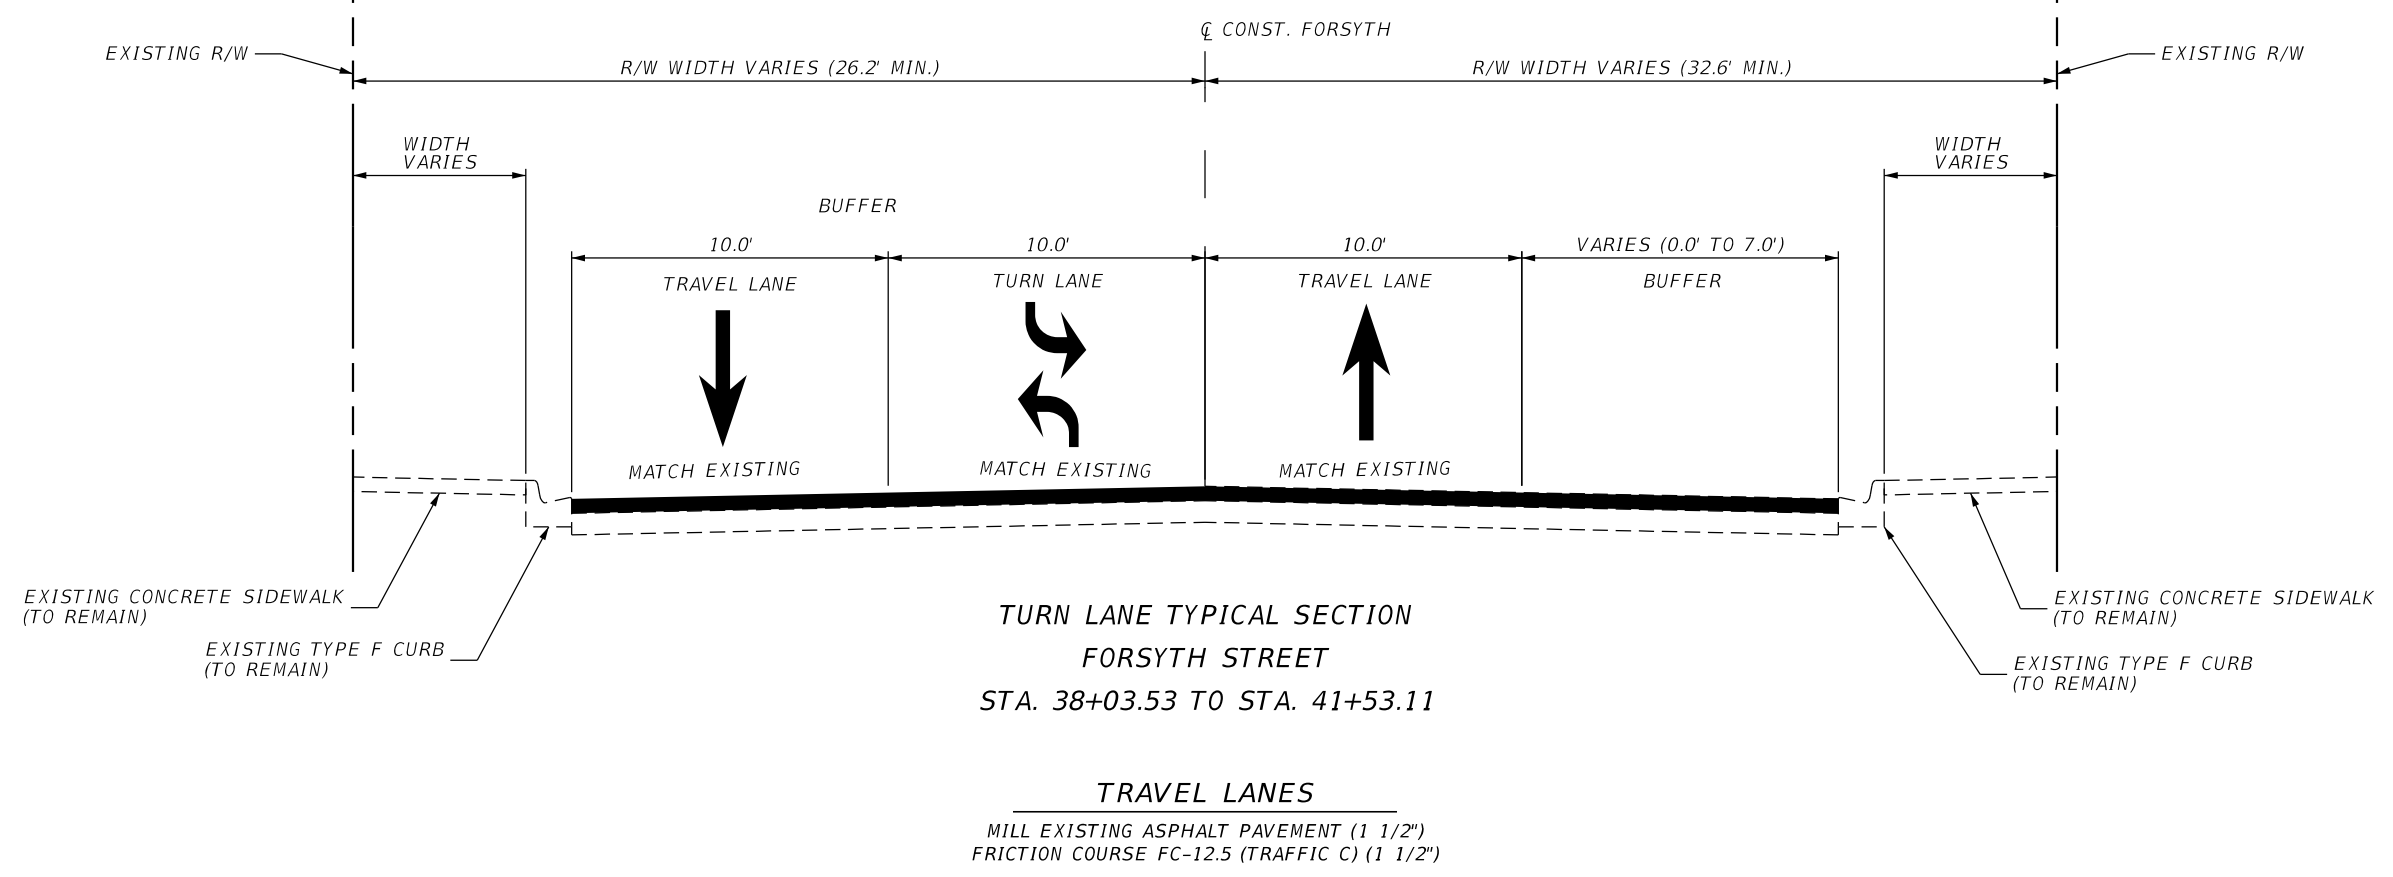 ℄ CONST. FORSYTH
EXISTING R/W
R/W WIDTH VARIES (26.2' MIN.)
R/W WIDTH VARIES (32.6' MIN.)
EXISTING R/W
WIDTH
VARIES
WIDTH
VARIES
BUFFER
10.0'
10.0'
10.0'
VARIES (0.0' TO 7.0')
TRAVEL LANE
TURN LANE
TRAVEL LANE
BUFFER
MATCH EXISTING
MATCH EXISTING
MATCH EXISTING
EXISTING CONCRETE SIDEWALK
(TO REMAIN)
EXISTING TYPE F CURB
(TO REMAIN)
EXISTING CONCRETE SIDEWALK
(TO REMAIN)
EXISTING TYPE F CURB
(TO REMAIN)
TURN LANE TYPICAL SECTION
FORSYTH STREET
STA. 38+03.53 TO STA. 41+53.11
TRAVEL LANES
MILL EXISTING ASPHALT PAVEMENT (1 1/2")
FRICTION COURSE FC-12.5 (TRAFFIC C) (1 1/2")